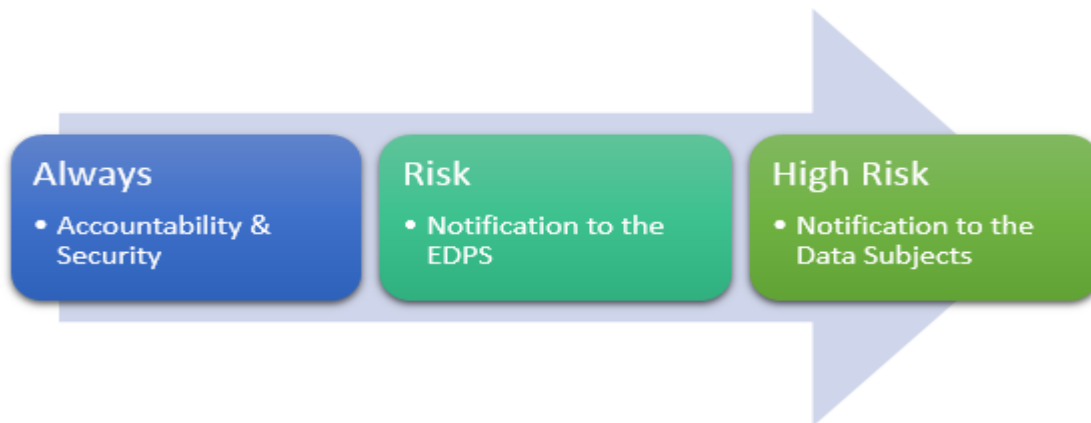 Always
• Accountability &
Security
Risk
• Notification to the
EDPS
High Risk
• Notification to the
Data Subjects